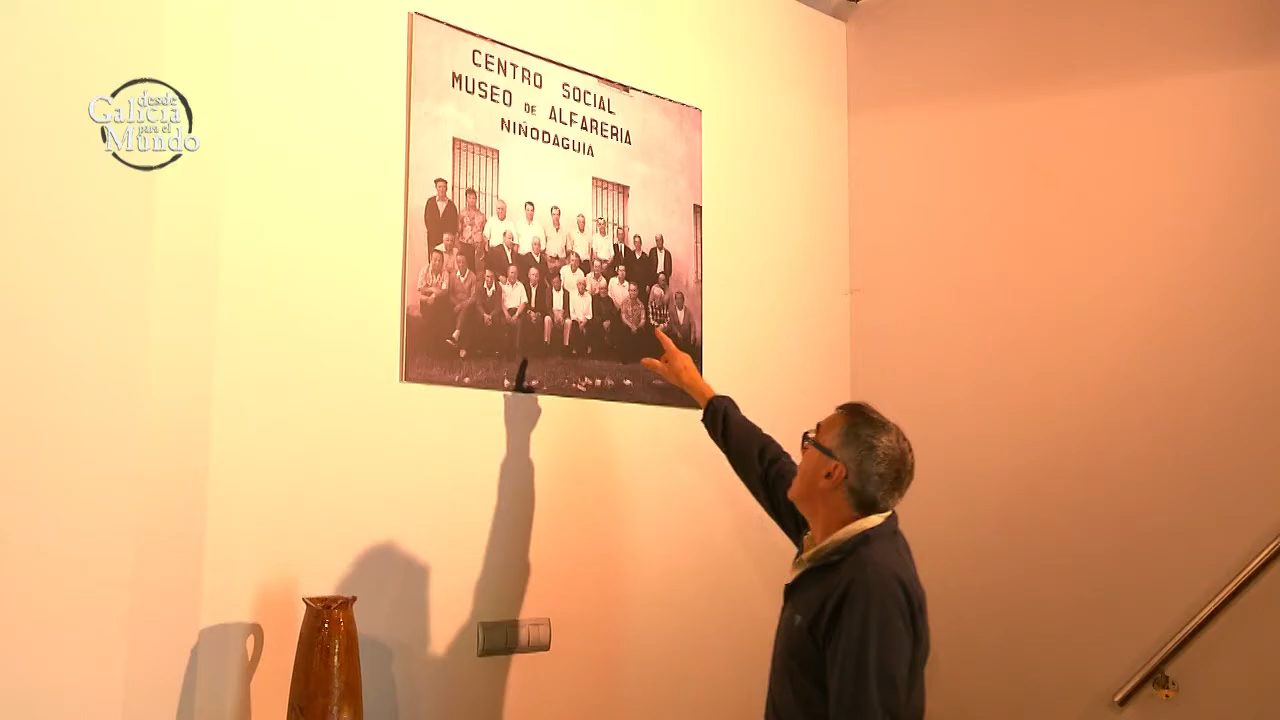 desde
Galicia
para el
Mundo
CENTRO SOCIAL
MUSEO DE ALFARERIA
NIÑODAGUIA